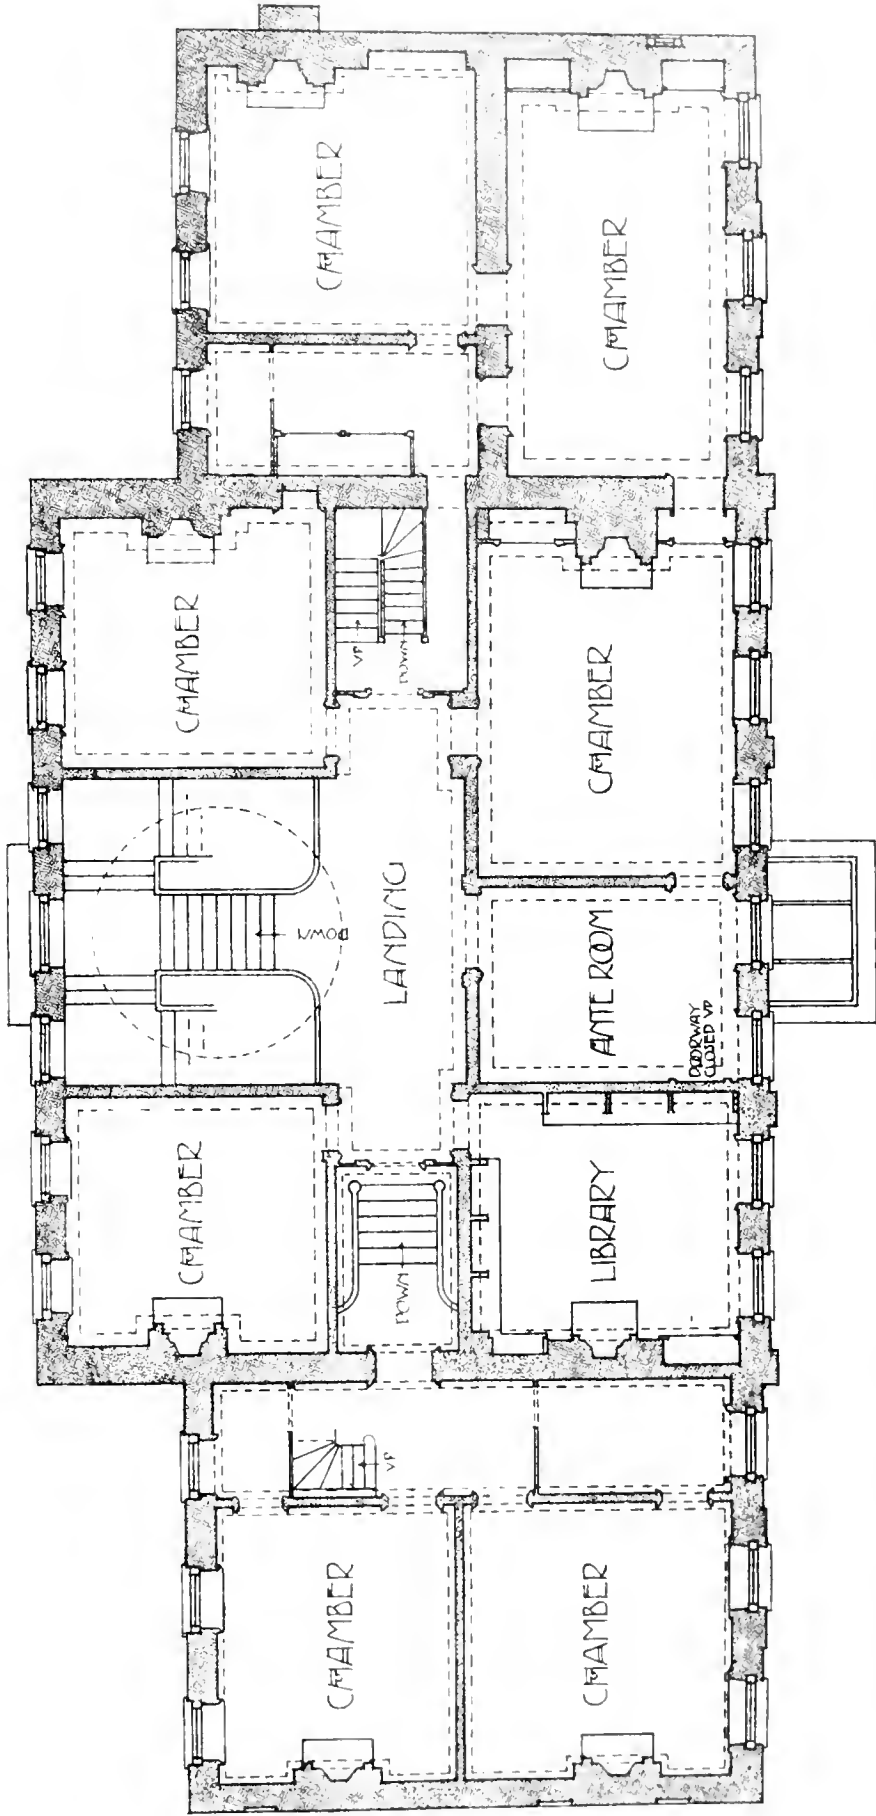 CHAMBER
CHAMBER
CHAMBER
UP
DOWN
CHAMBER
DOWN
LANDING
ANTE ROOM
DOORWAY
CLOSED UP
CHAMBER
DOWN
LIBRARY
UP
CHAMBER
CHAMBER